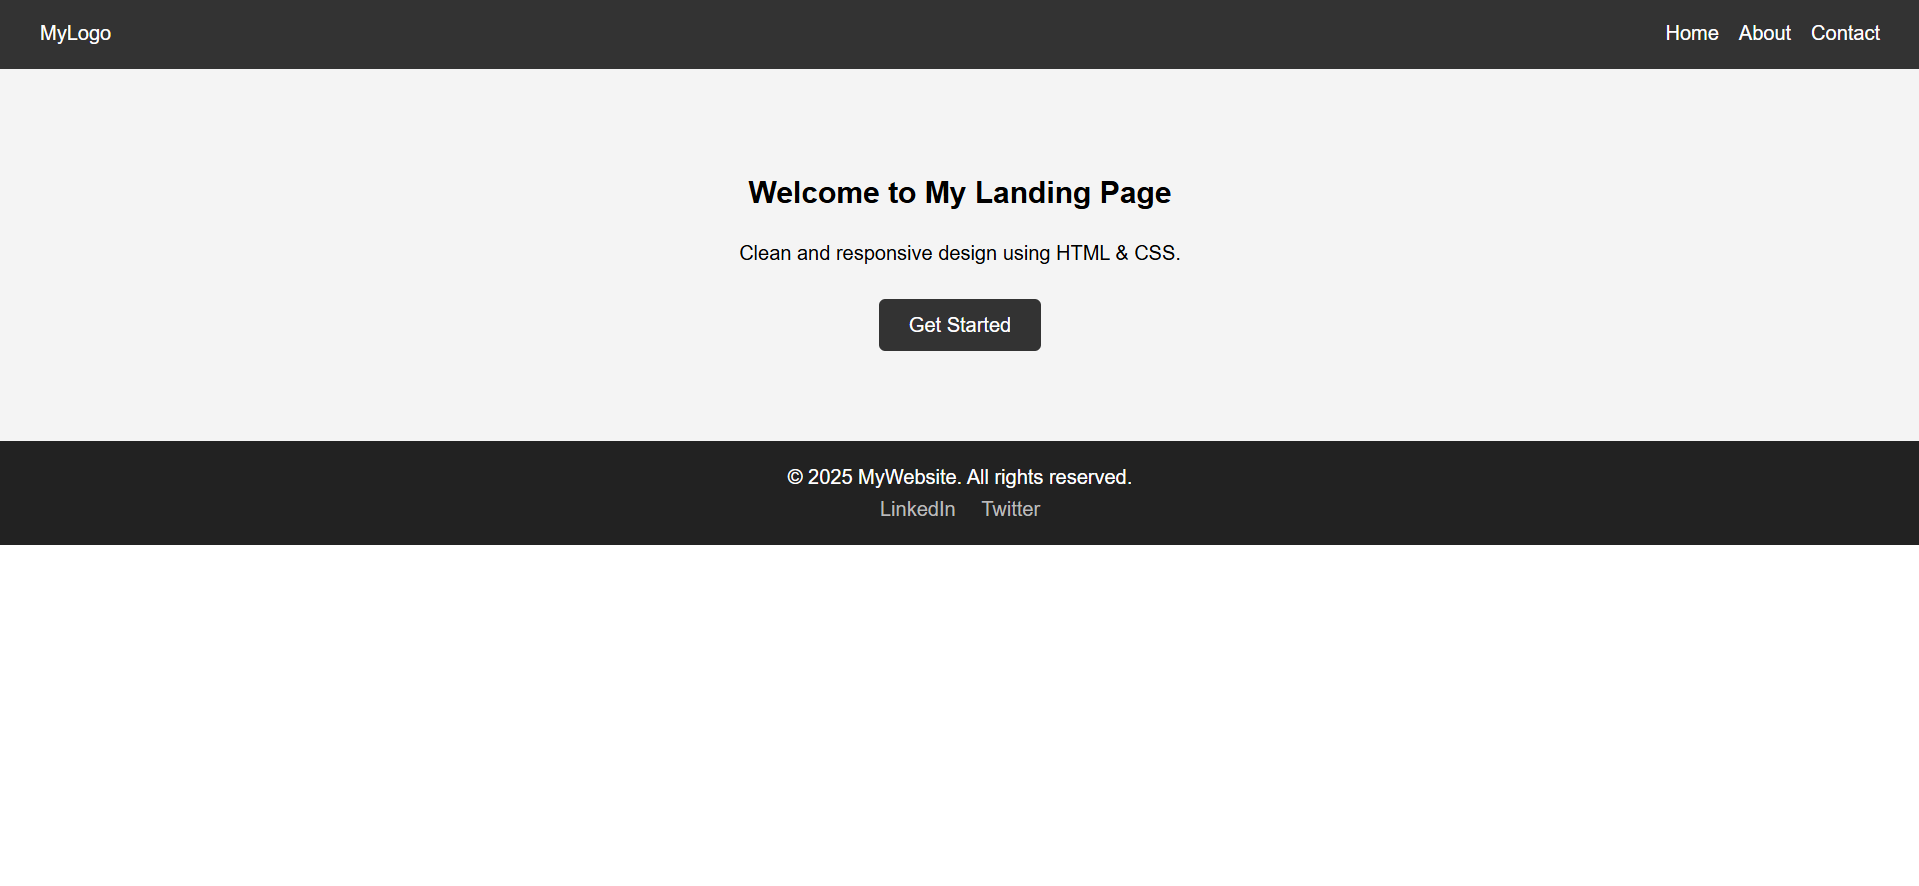 MyLogo Home About Contact
Welcome to My Landing Page
Clean and responsive design using HTML & CSS.
Get Started
© 2025 MyWebsite. All rights reserved.
LinkedIn Twitter